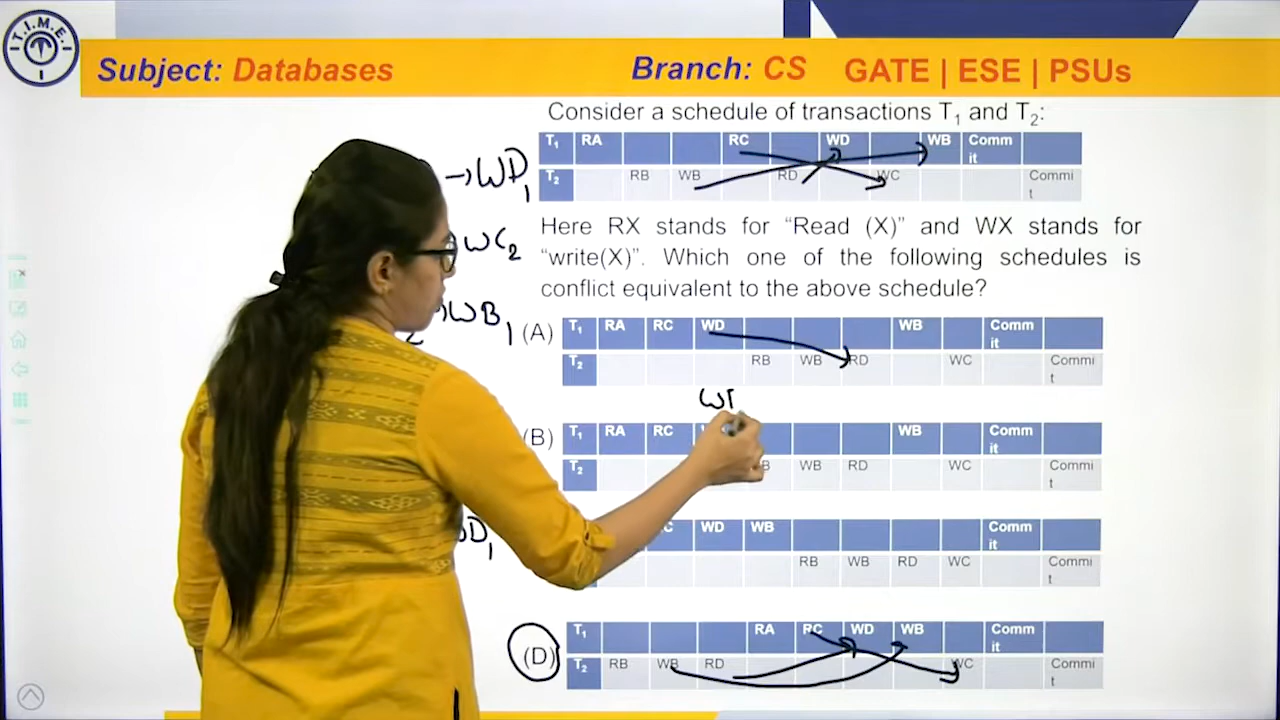 I T.I.M.E. I
I
Subject: Databases
Branch: CS
GATE | ESE | PSUs
Consider a schedule of transactions T1 and T2:
T1 RA RC WD WB Comm
it
T2 RB WB RD WC Commi
t
→WD1
Here RX stands for “Read (X)” and WX stands for
“write(X)”. Which one of the following schedules is
conflict equivalent to the above schedule?
WC2
WB1
2
(A)
T1 RA RC WD WB Comm
it
T2 RB WB RD WC Commi
t
(B)
T1 RA RC WB Comm
it
T2 WB RD WC Commi
t
D1
WD WB Comm
it
RB WB RD WC Commi
t
(D)
T1 RA RC WD WB Comm
it
T2 RB WB RD WC Commi
t